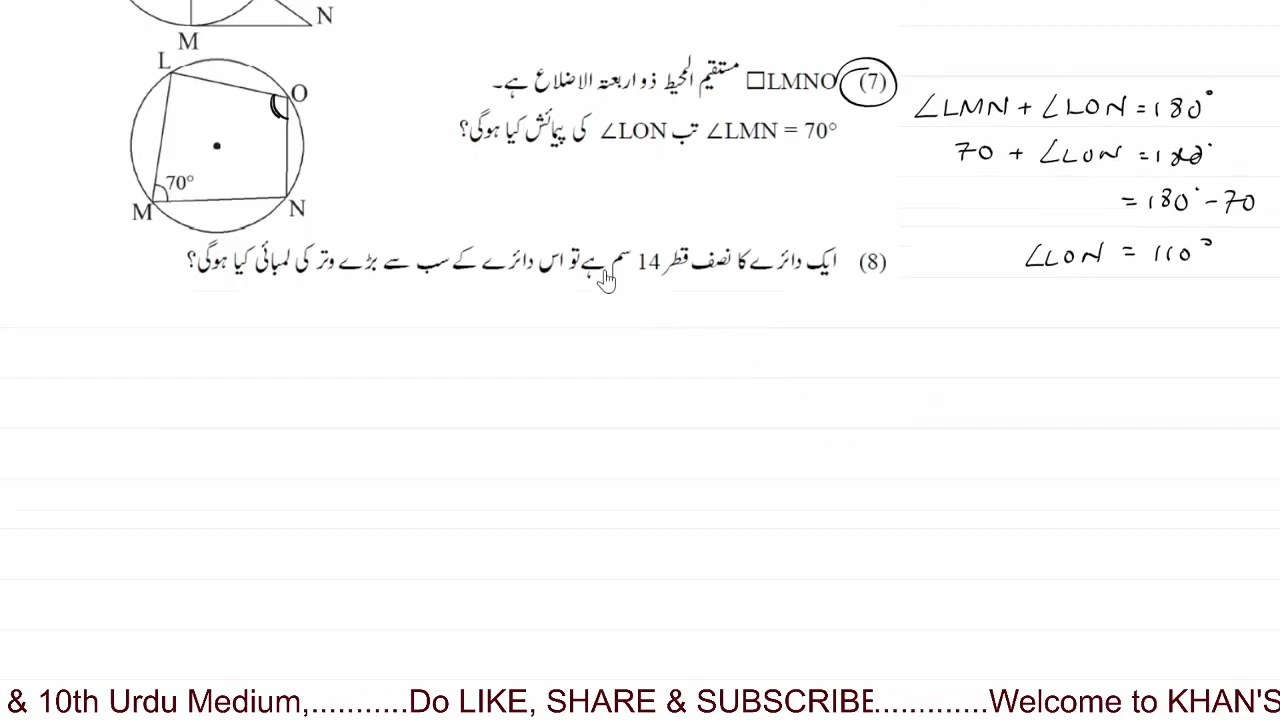 N
M
L
O
70°
M
N
(7) □LMNO مستقیم المحیط ذو اربعتہ الاضلاع ہے۔
∠LMN = 70° تب ∠LON کی پیمائش کیا ہوگی؟
(8) ایک دائرے کا نصف قطر 14 سم ہے تو اس دائرے کے سب سے بڑے وتر کی لمبائی کیا ہوگی؟
∠LMN + ∠LON = 180°
70 + ∠LON = 180°
= 180° - 70
∠LON = 110°
& 10th Urdu Medium,...........Do LIKE, SHARE & SUBSCRIBE.............Welcome to KHAN'S